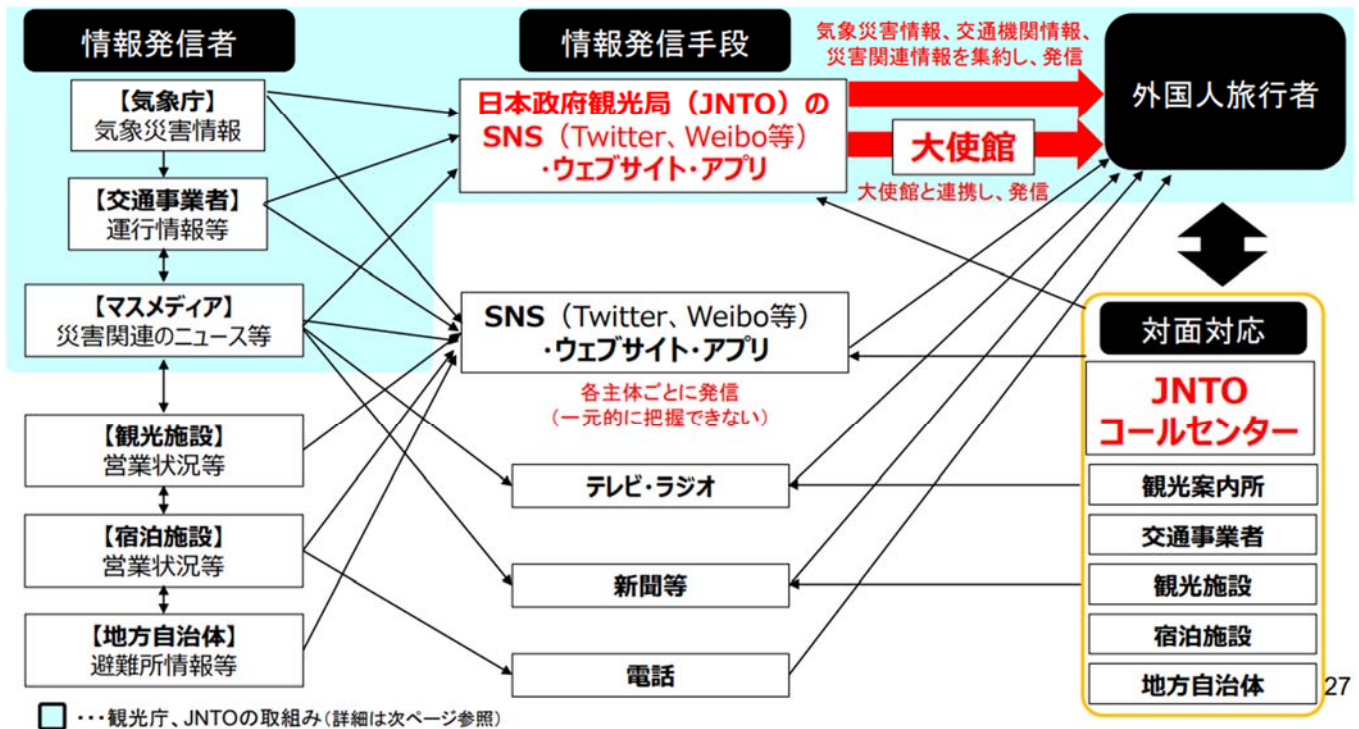 情報発信者
【気象庁】
気象災害情報
【交通事業者】
運行情報等
【マスメディア】
災害関連のニュース等
【観光施設】
営業状況等
【宿泊施設】
営業状況等
【地方自治体】
避難所情報等
情報発信手段
日本政府観光局（JNTO）の
SNS（Twitter、Weibo等）
・ウェブサイト・アプリ
SNS（Twitter、Weibo等）
・ウェブサイト・アプリ
各主体ごとに発信
（一元的に把握できない）
テレビ・ラジオ
新聞等
電話
気象災害情報、交通機関情報、
災害関連情報を集約し、発信
大使館
大使館と連携し、発信
外国人旅行者
対面対応
JNTO
コールセンター
観光案内所
交通事業者
観光施設
宿泊施設
地方自治体
27
・・・観光庁、JNTOの取組み（詳細は次ページ参照）